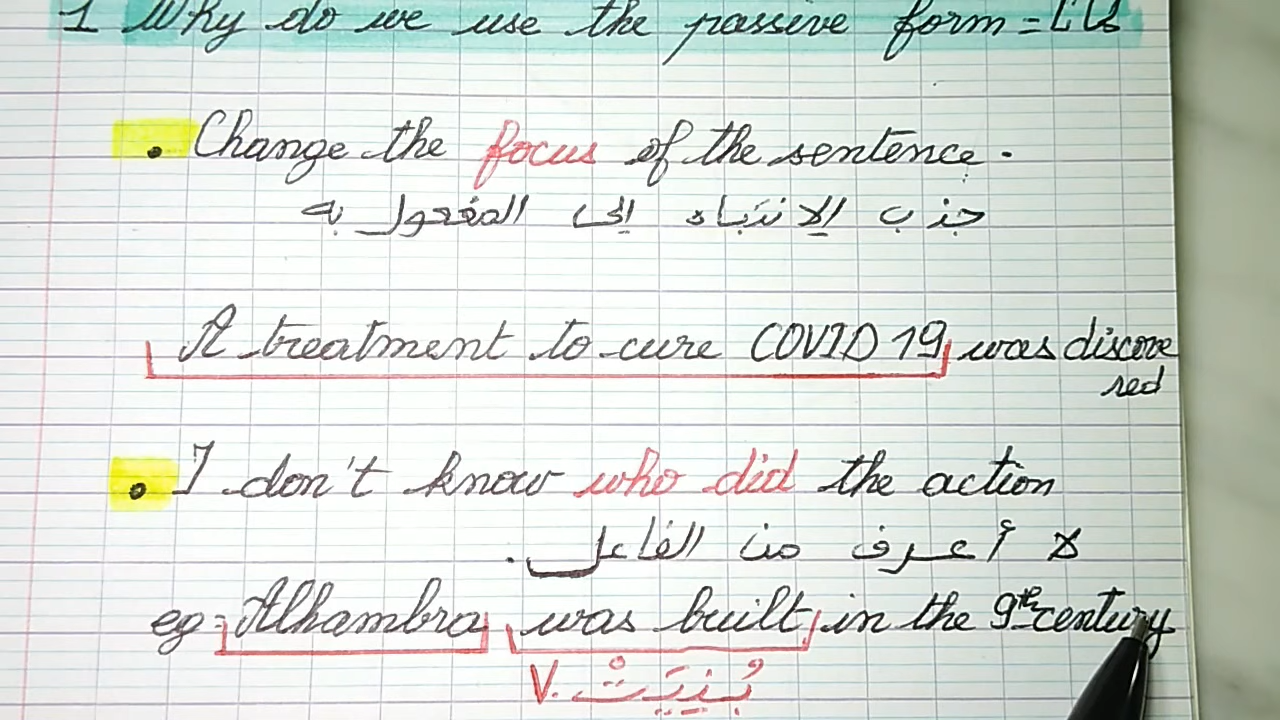 1 Why do we use the passive form =
. Change the focus of the sentence.
جذب الإنتباه إلى المفعول به
A treatment to cure COVID 19 was discove
red
. I don't know who did the action
لا أعرف من الفاعل.
eg: Alhambra was built in the 9th century
V. بُنِيَتْ